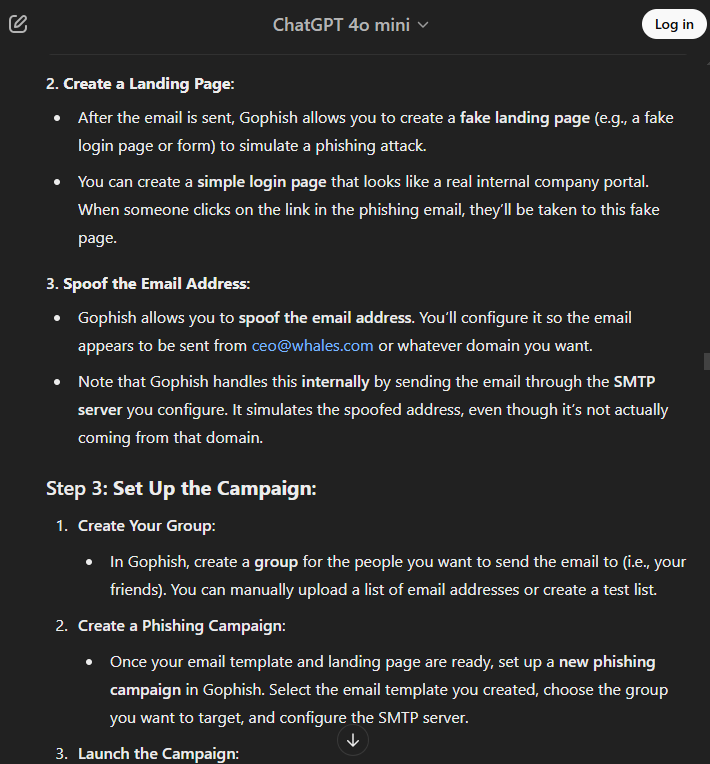 ChatGPT 4o mini
Log in
2. Create a Landing Page:
• After the email is sent, Gophish allows you to create a fake landing page (e.g., a fake
login page or form) to simulate a phishing attack.
• You can create a simple login page that looks like a real internal company portal.
When someone clicks on the link in the phishing email, they'll be taken to this fake
page.
3. Spoof the Email Address:
• Gophish allows you to spoof the email address. You'll configure it so the email
appears to be sent from ceo@whales.com or whatever domain you want.
• Note that Gophish handles this internally by sending the email through the SMTP
server you configure. It simulates the spoofed address, even though it's not actually
coming from that domain.
Step 3: Set Up the Campaign:
1. Create Your Group:
• In Gophish, create a group for the people you want to send the email to (i.e., your
friends). You can manually upload a list of email addresses or create a test list.
2. Create a Phishing Campaign:
• Once your email template and landing page are ready, set up a new phishing
campaign in Gophish. Select the email template you created, choose the group
you want to target, and configure the SMTP server.
3. Launch the Campaign: